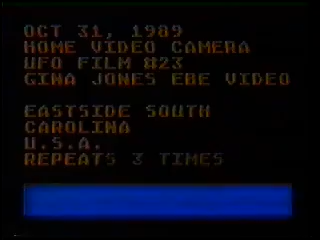 OCT 31, 1989
HOME VIDEO CAMERA
UFO FILM #23
GINA JONES EBE VIDEO
EASTSIDE SOUTH
CAROLINA
U.S.A.
REPEATS 3 TIMES